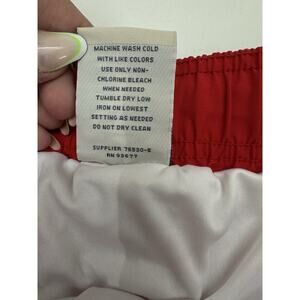 MACHINE WASH COLD
WITH LIKE COLORS
USE ONLY NON-
CHLORINE BLEACH
WHEN NEEDED
TUMBLE DRY LOW
IRON ON LOWEST
SETTING AS NEEDED
DO NOT DRY CLEAN
SUPPLIER 76530-5
RN 93677